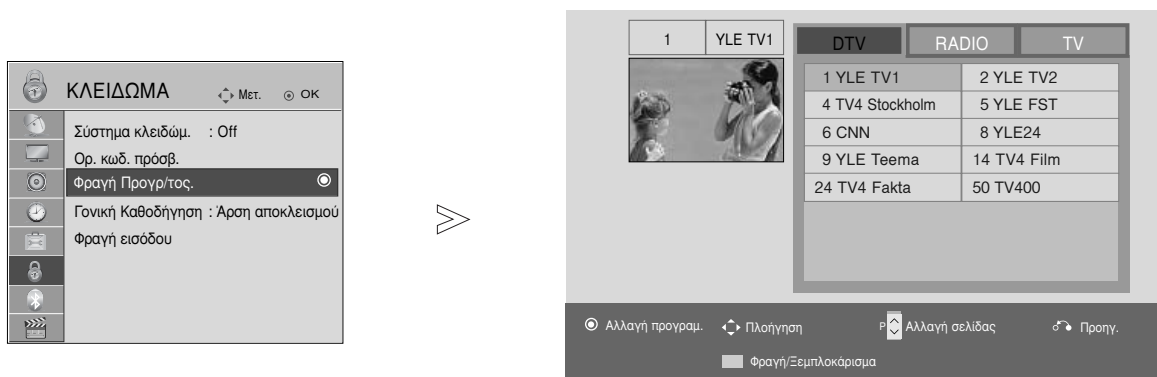 ΚΛΕΙΔΩΜΑ Μετ. OK
Σύστημα κλειδώμ. : Off
Ορ. κωδ. πρόσβ.
Φραγή Προγρ/τος.
Γονική Καθοδήγηση : Άρση αποκλεισμού
Φραγή εισόδου
1 YLE TV1
DTV RADIO TV
1 YLE TV1 2 YLE TV2
4 TV4 Stockholm 5 YLE FST
6 CNN 8 YLE24
9 YLE Teema 14 TV4 Film
24 TV4 Fakta 50 TV400
Αλλαγή προγραμ. Πλοήγηση P Αλλαγή σελίδας Προηγ.
Φραγή/Ξεμπλοκάρισμα